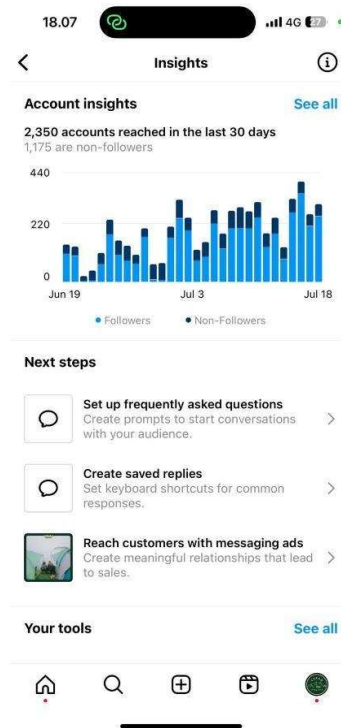 18.07
4G 27
Insights
Account insights See all
2,350 accounts reached in the last 30 days
1,175 are non-followers
440
220
0
Jun 19 Jul 3 Jul 18
Followers Non-Followers
Next steps
Set up frequently asked questions
Create prompts to start conversations
with your audience.
Create saved replies
Set keyboard shortcuts for common
responses.
Reach customers with messaging ads
Create meaningful relationships that lead
to sales.
Your tools See all